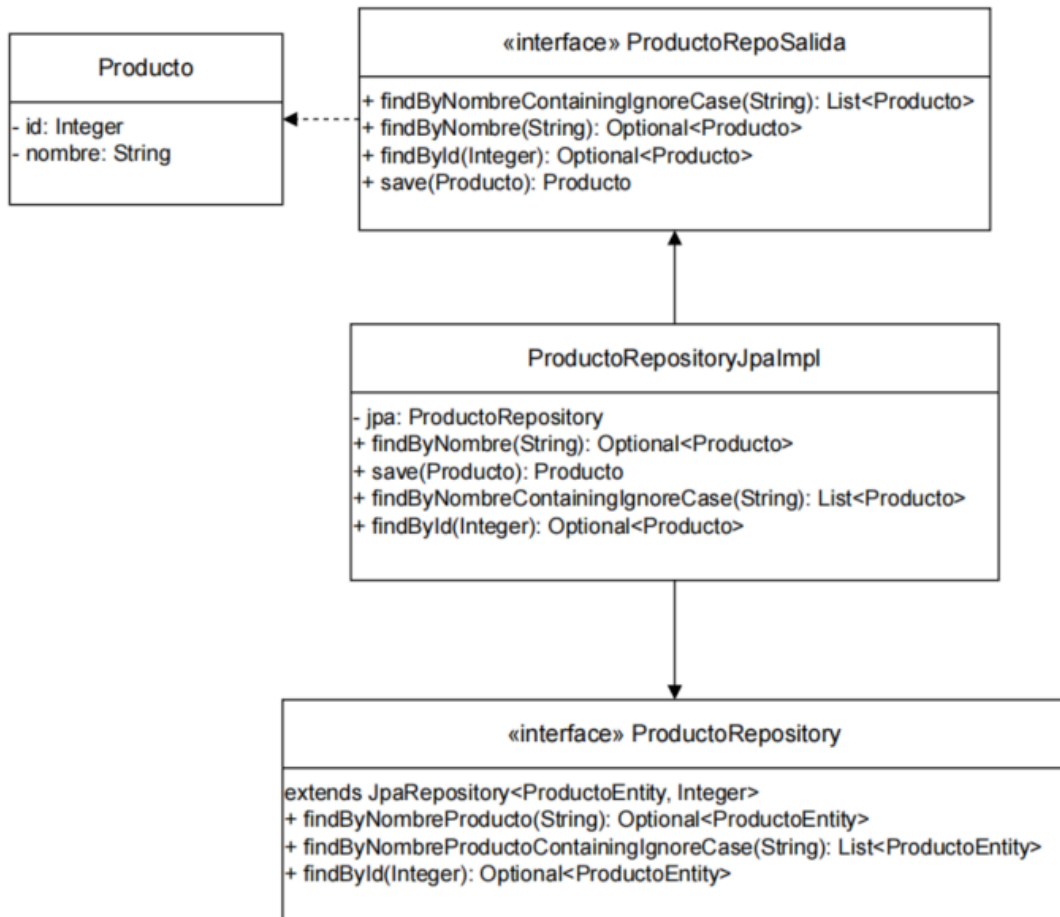 Producto
- id: Integer
- nombre: String
«interface» ProductoRepoSalida
+ findByNombreContainingIgnoreCase(String): List<Producto>
+ findByNombre(String): Optional<Producto>
+ findById(Integer): Optional<Producto>
+ save(Producto): Producto
ProductoRepositoryJpaImpl
- jpa: ProductoRepository
+ findByNombre(String): Optional<Producto>
+ save(Producto): Producto
+ findByNombreContainingIgnoreCase(String): List<Producto>
+ findById(Integer): Optional<Producto>
«interface» ProductoRepository
extends JpaRepository<ProductoEntity, Integer>
+ findByNombreProducto(String): Optional<ProductoEntity>
+ findByNombreProductoContainingIgnoreCase(String): List<ProductoEntity>
+ findById(Integer): Optional<ProductoEntity>